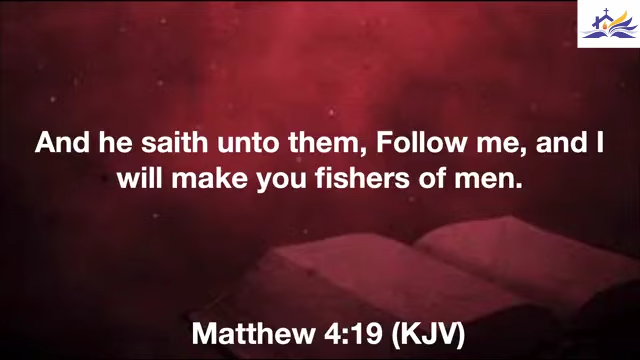 And he saith unto them, Follow me, and I
will make you fishers of men.
Matthew 4:19 (KJV)